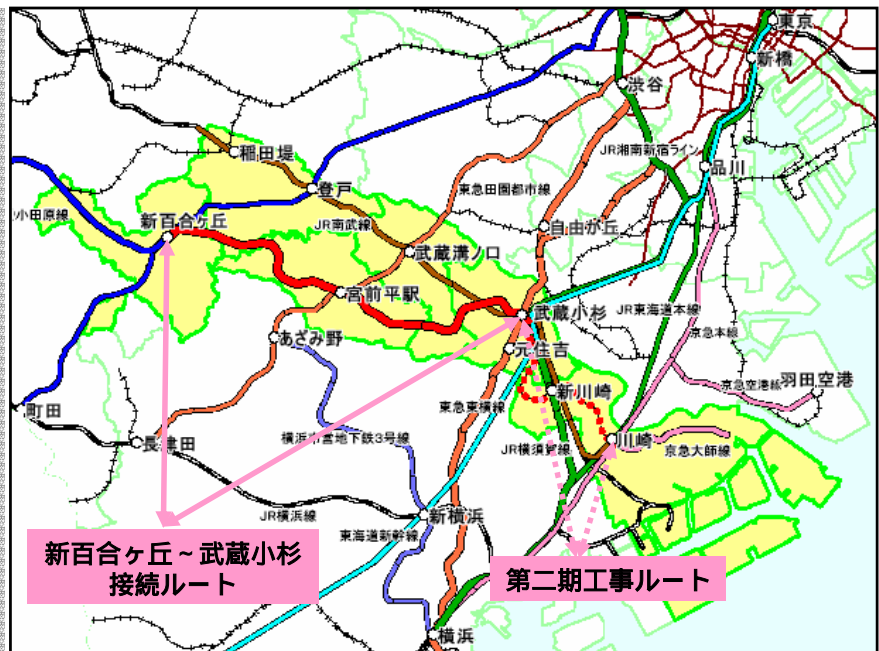 東京
新橋
渋谷
JR湘南新宿ライン
品川
稲田堤
登戸
東急田園都市線
小田原線
新百合ヶ丘
JR南武線
自由が丘
武蔵溝ノ口
宮前平駅
武蔵小杉
JR東海道本線
京急本線
あざみ野
元住吉
新川崎
京急空港線
羽田空港
町田
東急東横線
長津田
横浜市営地下鉄3号線
JR横須賀線
川崎
京急大師線
JR横浜線
新横浜
東海道新幹線
新百合ヶ丘~武蔵小杉
接続ルート
第二期工事ルート
横浜